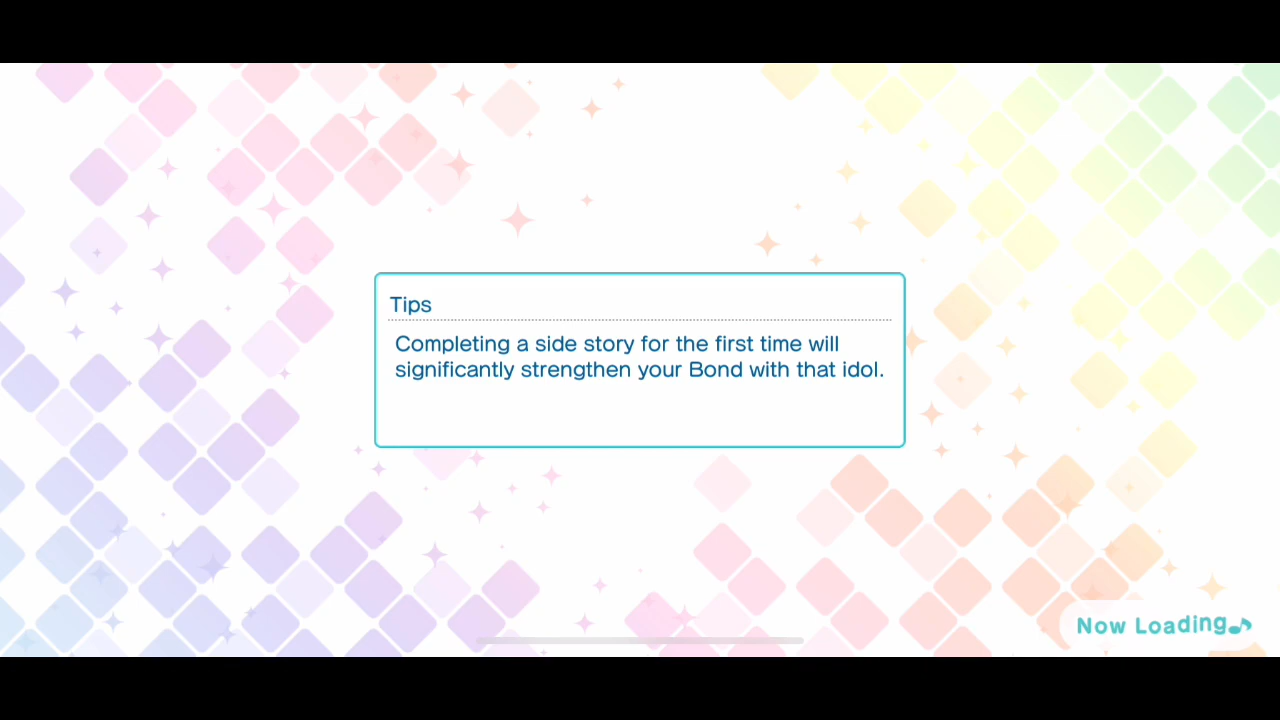 Tips
Completing a side story for the first time will
significantly strengthen your Bond with that idol.
Now Loading♪